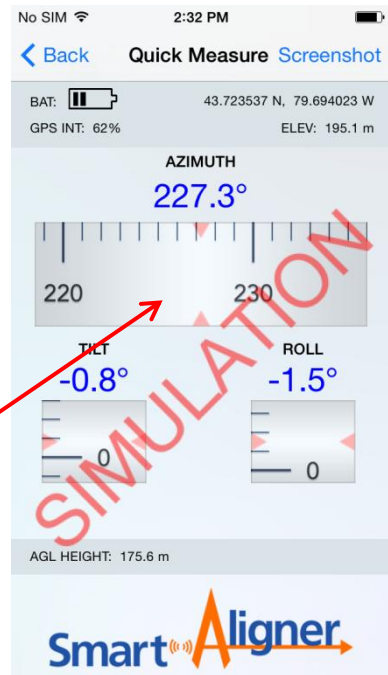 No SIM 2:32 PM
Back Quick Measure Screenshot
BAT: 43.723537 N, 79.694023 W
GPS INT: 62% ELEV: 195.1 m
AZIMUTH
227.3°
220 230
TILT ROLL
-0.8° -1.5°
0 0
SIMULATION
AGL HEIGHT: 175.6 m
Smart Aligner